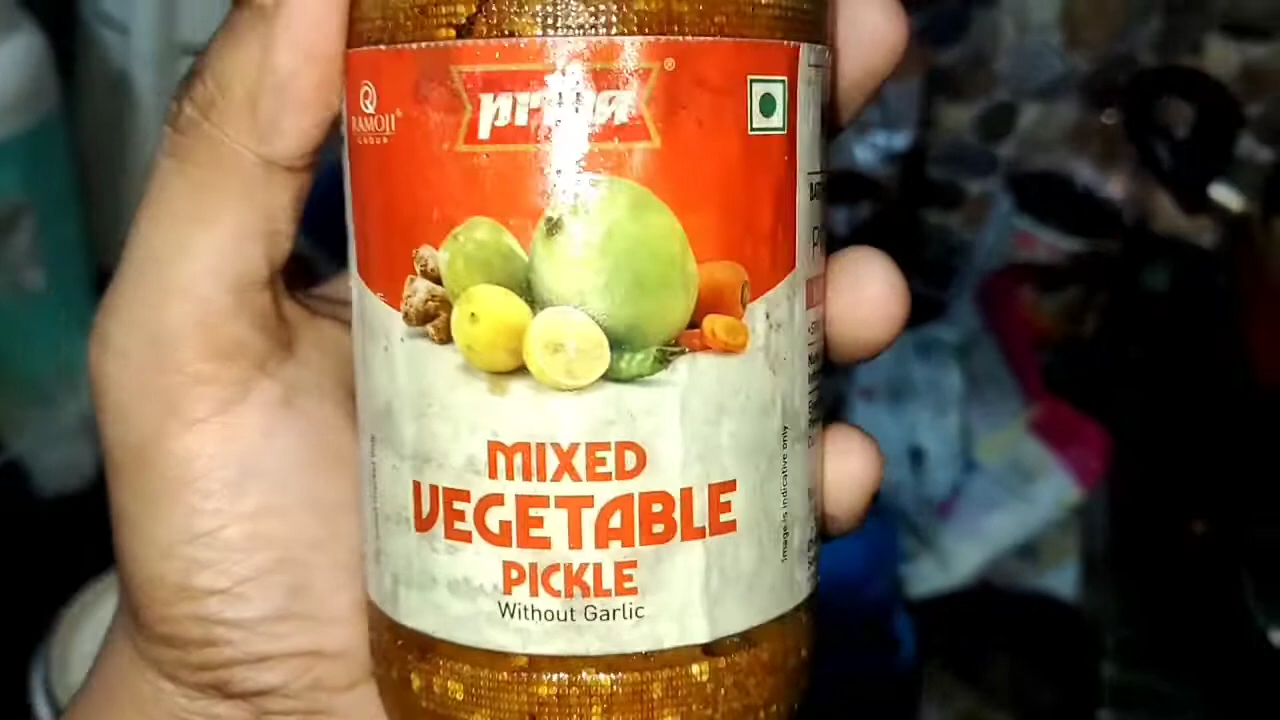 RAMOJI
GROUP
priya
MIXED
VEGETABLE
PICKLE
Without Garlic
Image is indicative only